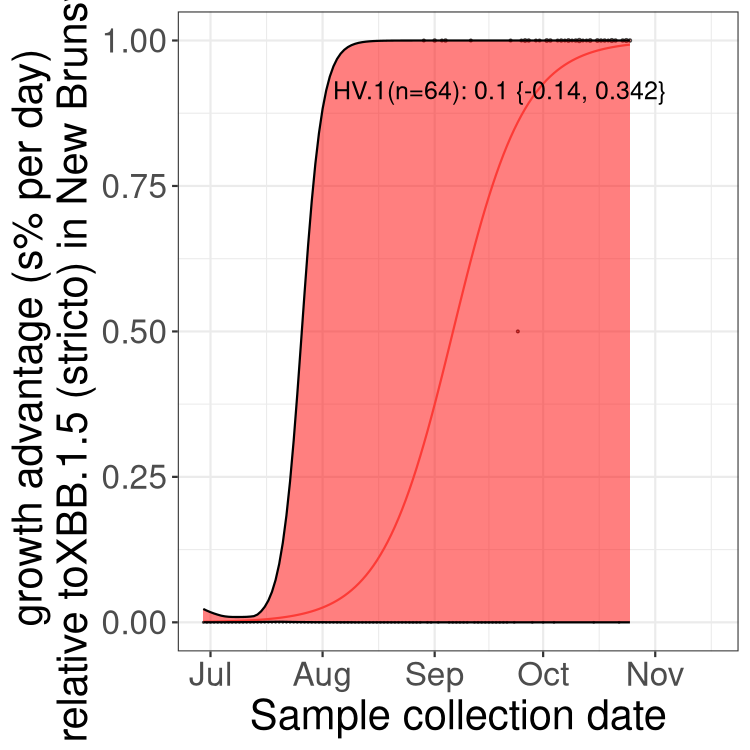 growth advantage (s% per day)
relative toXBB.1.5 (stricto) in New Bruns
1.00
0.75
0.50
0.25
0.00
HV.1(n=64): 0.1 {-0.14, 0.342}
Jul Aug Sep Oct Nov
Sample collection date